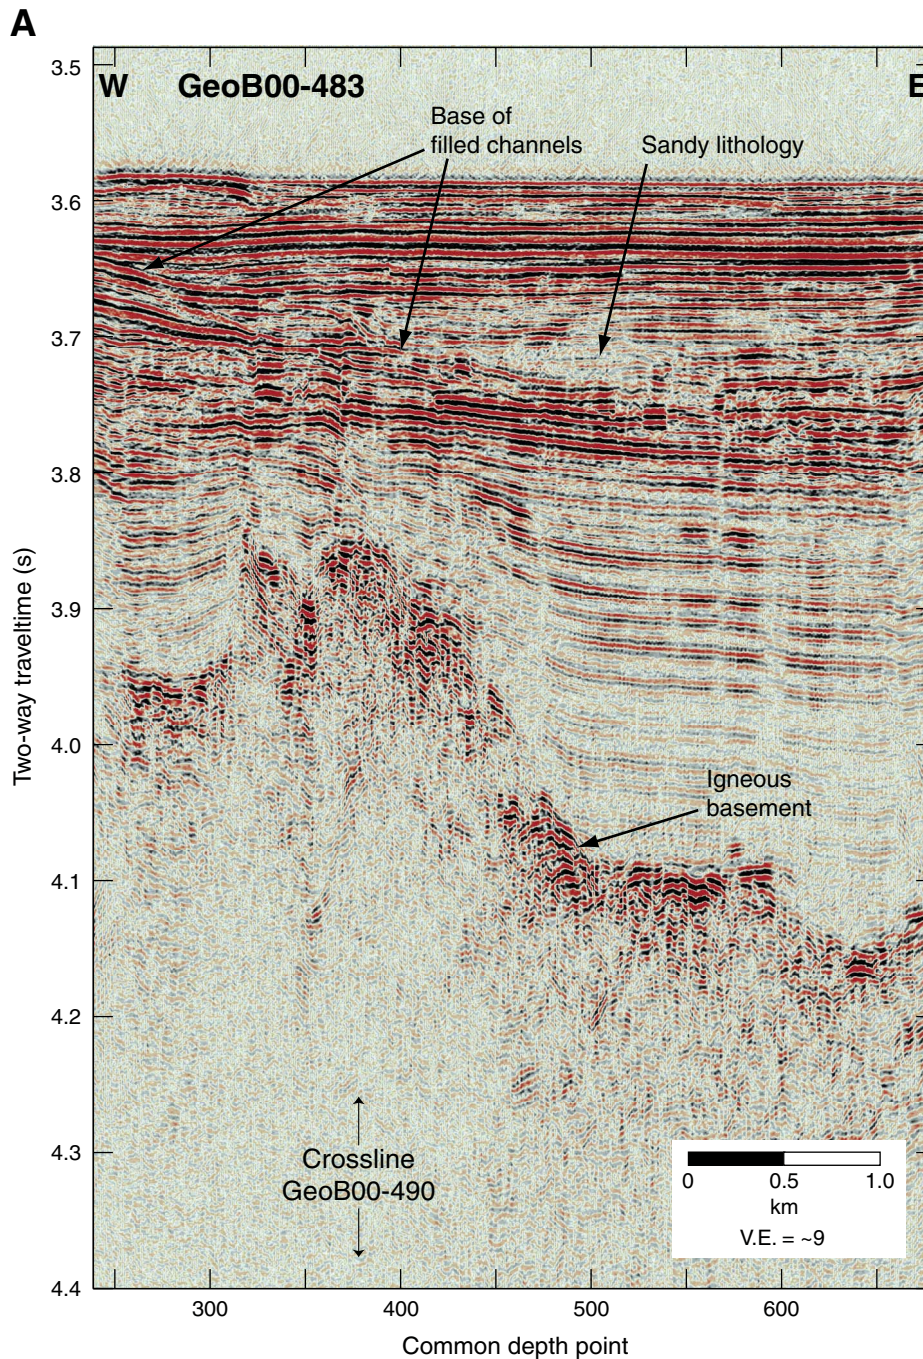 A
W
GeoB00-483
E
Base of
filled channels
Sandy lithology
3.5
3.6
3.7
3.8
3.9
4.0
4.1
4.2
4.3
4.4
Two-way traveltime (s)
Igneous
basement
Crossline
GeoB00-490
0
0.5
1.0
km
V.E. = ~9
300
400
500
600
Common depth point